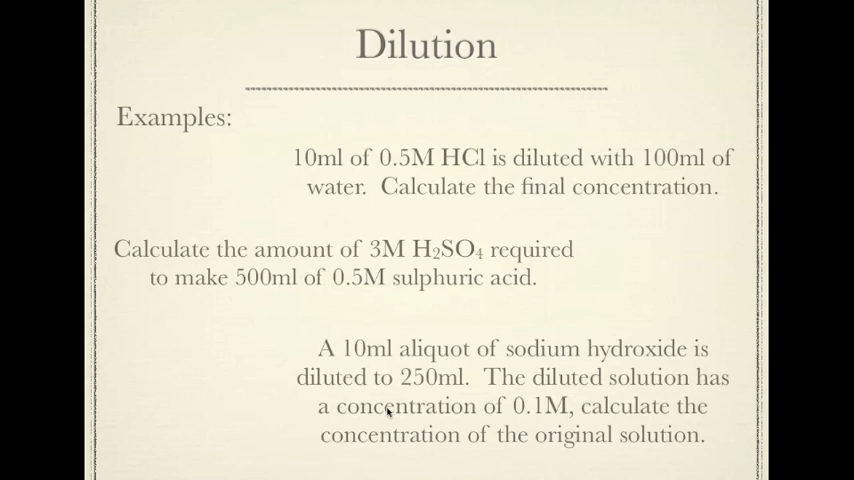 Dilution
Examples:
10ml of 0.5M HCl is diluted with 100ml of
water. Calculate the final concentration.
Calculate the amount of 3M H₂SO₄ required
to make 500ml of 0.5M sulphuric acid.
A 10ml aliquot of sodium hydroxide is
diluted to 250ml. The diluted solution has
a concentration of 0.1M, calculate the
concentration of the original solution.